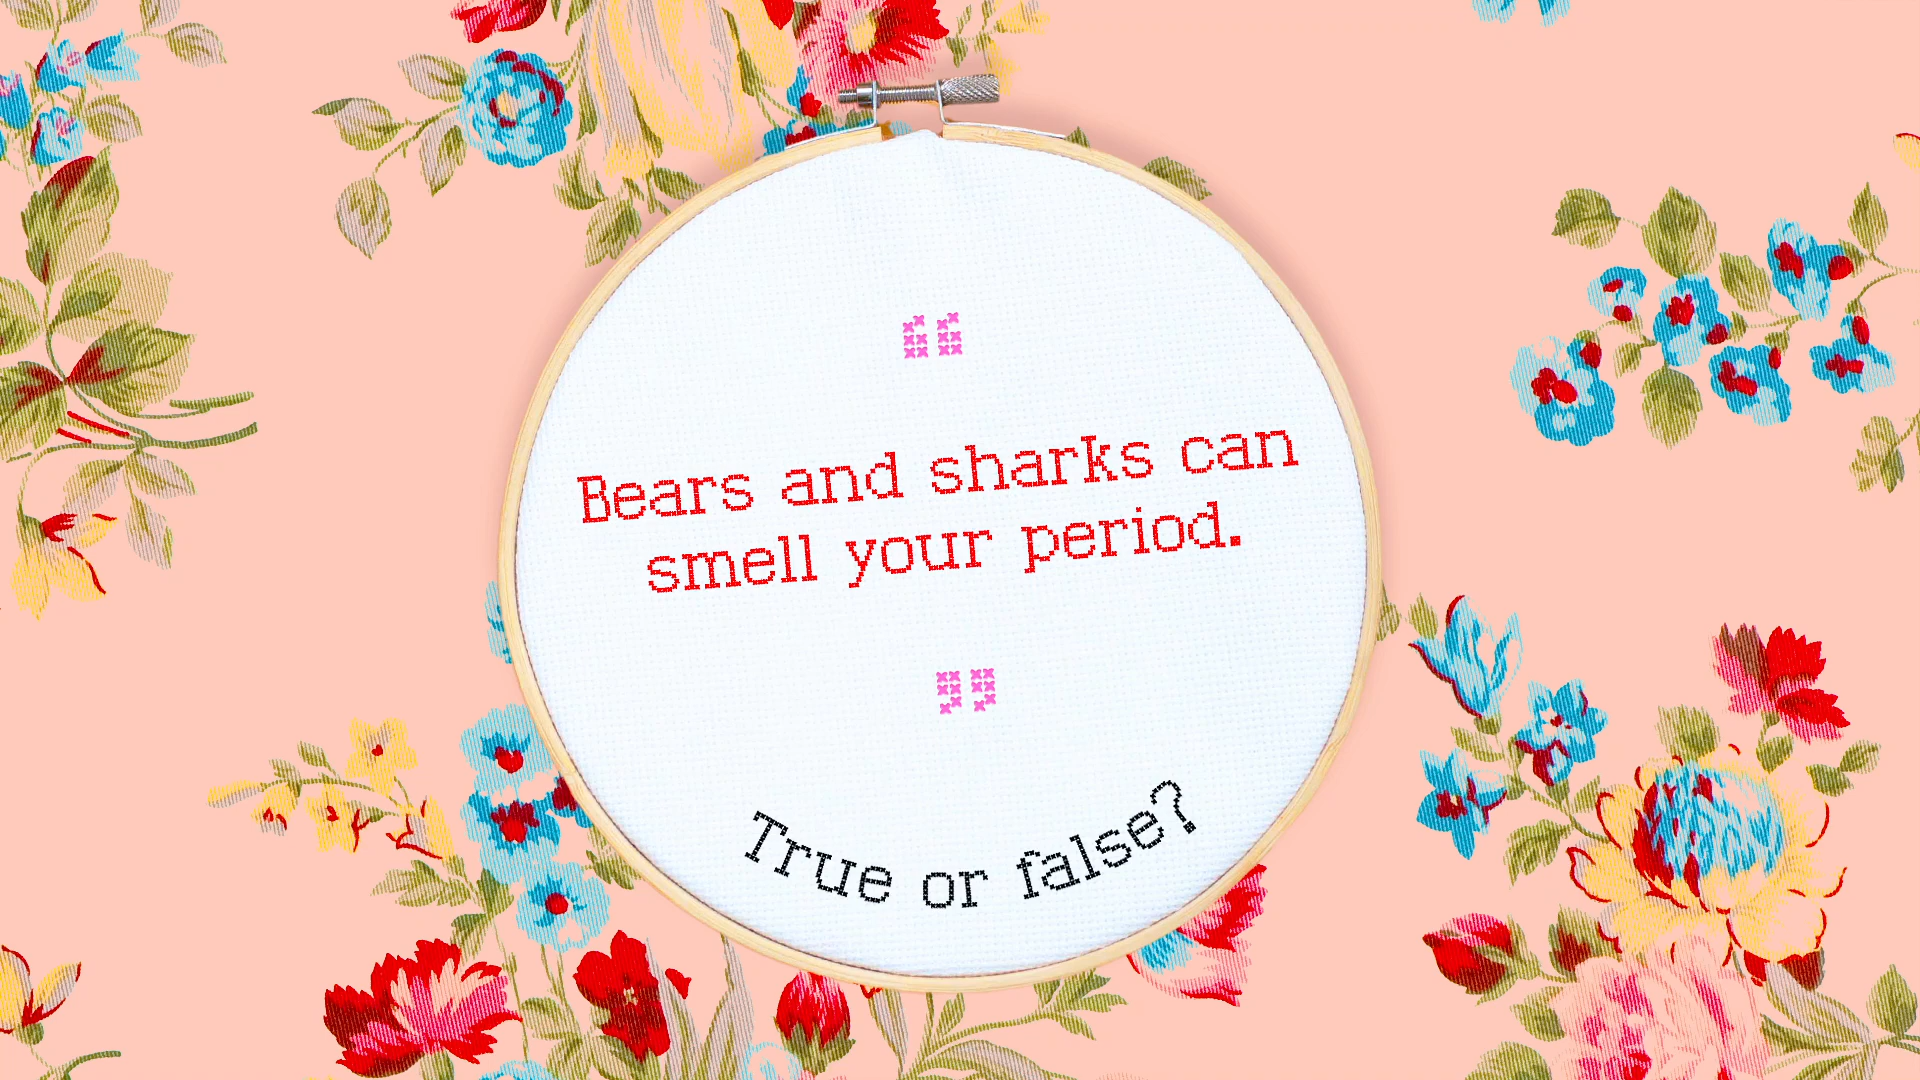 “
Bears and sharks can
smell your period.
”
True or false?